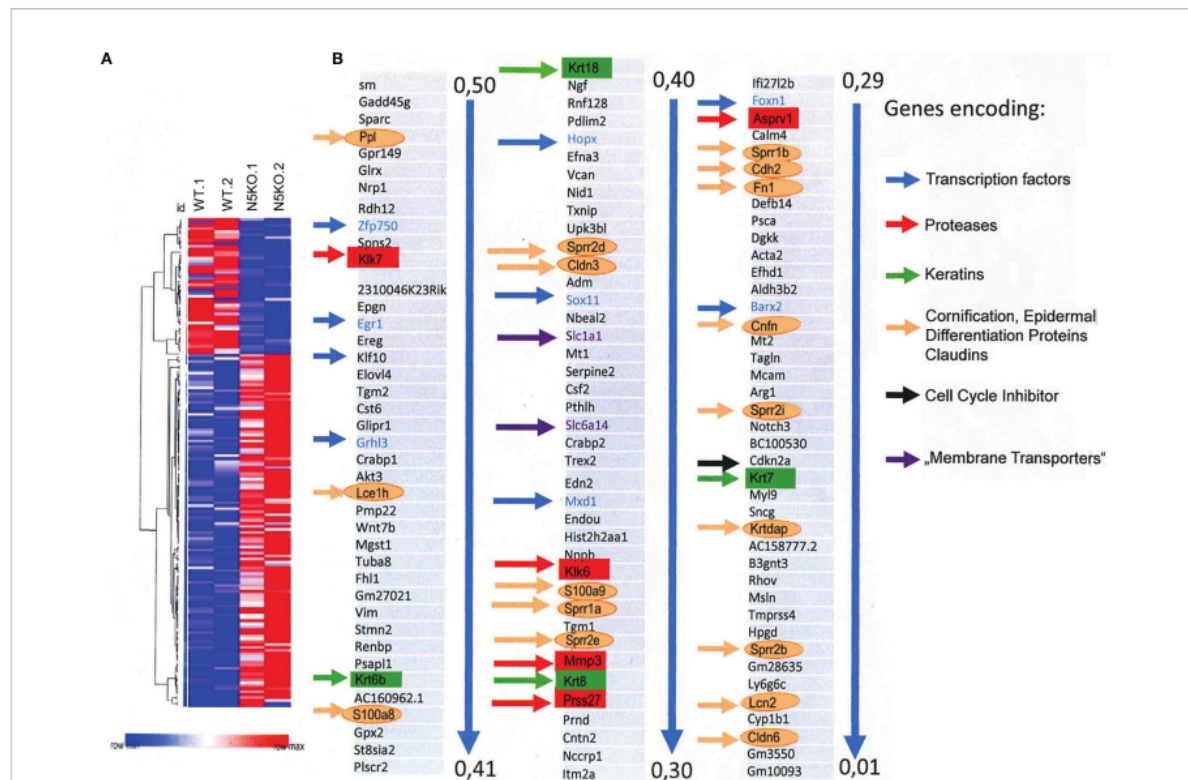 A
B
WT.1
WT.2
N5KO.1
N5KO.2
id
row max
0,50
sm
Gadd45g
Sparc
Ppl
Gpr149
Glrx
Nrp1
Rdh12
Zfp750
Spns2
Klk7
2310046K23Rik
Epgn
Egr1
Ereg
Klf10
Elovl4
Tgm2
Cst6
Glipr1
Grhl3
Crabp1
Akt3
Lce1h
Pmp22
Wnt7b
Mgst1
Tuba8
Fhl1
Gm27021
Vim
Stmn2
Renbp
Psapl1
Krt6b
AC160962.1
S100a8
Gpx2
St8sia2
Plscr2
0,41
0,40
Krt18
Ngf
Rnf128
Pdlim2
Hopx
Efna3
Vcan
Nid1
Txnip
Upk3bl
Sprr2d
Cldn3
Adm
Sox11
Nbeal2
Slc1a1
Mt1
Serpine2
Csf2
Pthlh
Slc6a14
Crabp2
Trex2
Edn2
Mxd1
Endou
Hist2h2aa1
Nppb
Klk6
S100a9
Sprr1a
Tgm1
Sprr2e
Mmp3
Krt8
Prss27
Prnd
Cntn2
Nccrp1
Itm2a
0,30
0,29
Ifi27l2b
Foxn1
Asprv1
Calm4
Sprr1b
Cdh2
Fn1
Defb14
Psca
Dgkk
Acta2
Efhd1
Aldh3b2
Barx2
Cnfn
Mt2
Tagln
Mcam
Arg1
Sprr2i
Notch3
BC100530
Cdkn2a
Krt7
Myl9
Sncg
Krtdap
AC158777.2
B3gnt3
Rhov
Msln
Tmprss4
Hpgd
Sprr2b
Gm28635
Ly6g6c
Lcn2
Cyp1b1
Cldn6
Gm3550
Gm10093
0,01
Genes encoding:
Transcription factors
Proteases
Keratins
Cornification, Epidermal
Differentiation Proteins
Claudins
Cell Cycle Inhibitor
„Membrane Transporters“